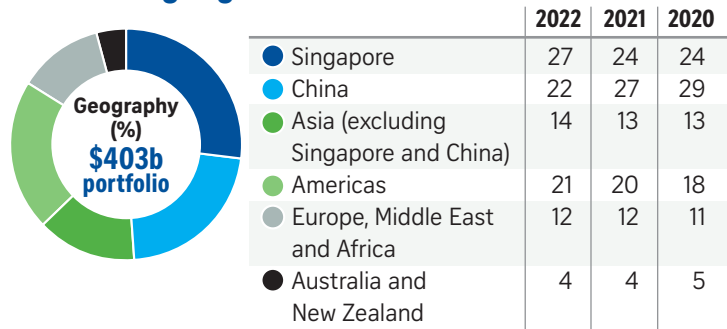 2022 2021 2020
Geography
(%)
$403b
portfolio
Singapore 27 24 24
China 22 27 29
Asia (excluding 14 13 13
Singapore and China)
Americas 21 20 18
Europe, Middle East 12 12 11
and Africa
Australia and 4 4 5
New Zealand